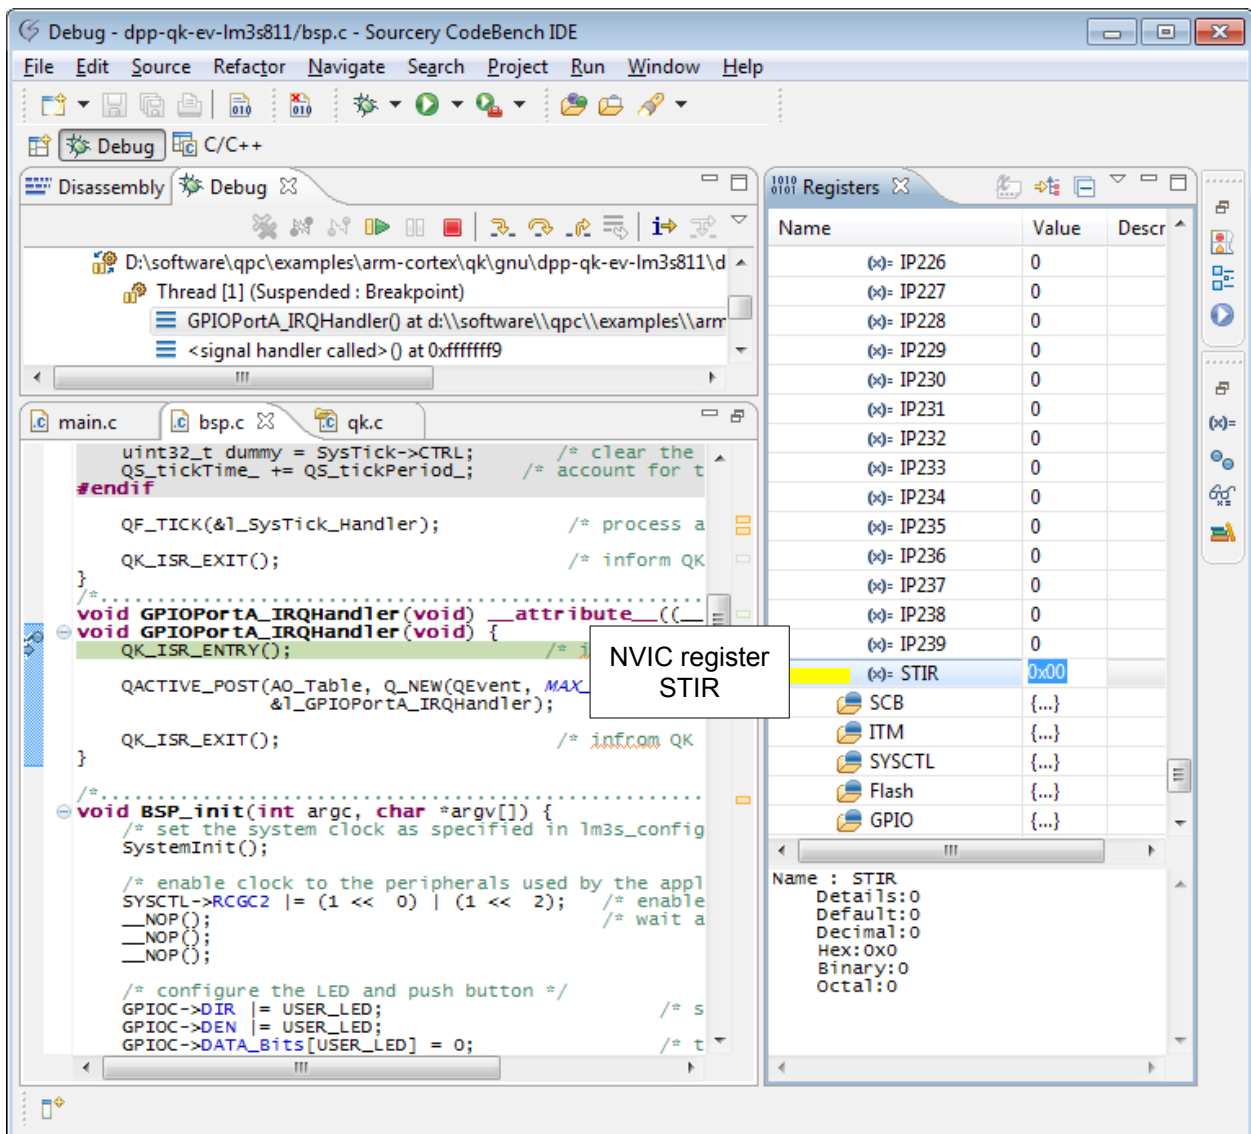 Debug - dpp-qk-ev-lm3s811/bsp.c - Sourcery CodeBench IDE
File Edit Source Refactor Navigate Search Project Run Window Help
Debug C/C++
Disassembly Debug
D:\software\qpc\examples\arm-cortex\qk\gnu\dpp-qk-ev-lm3s811\d
Thread [1] (Suspended : Breakpoint)
GPIOPortA_IRQHandler() at d:\\software\\qpc\\examples\\arm
<signal handler called>() at 0xfffffff9
main.c bsp.c qk.c
uint32_t dummy = SysTick->CTRL; /* clear the
QS_tickTime_ += QS_tickPeriod_; /* account for t
#endif
QF_TICK(&l_SysTick_Handler); /* process a
QK_ISR_EXIT(); /* inform QK
}
/*......................................................
void GPIOPortA_IRQHandler(void) __attribute__((__
void GPIOPortA_IRQHandler(void) {
QK_ISR_ENTRY(); /* i
QACTIVE_POST(AO_Table, Q_NEW(QEvent, MAX_
&l_GPIOPortA_IRQHandler);
QK_ISR_EXIT(); /* infrom QK
}
/*......................................................
void BSP_init(int argc, char *argv[]) {
/* set the system clock as specified in lm3s_config
SystemInit();
/* enable clock to the peripherals used by the appl
SYSCTL->RCGC2 |= (1 << 0) | (1 << 2); /* enable
__NOP(); /* wait a
__NOP();
__NOP();
/* configure the LED and push button */
GPIOC->DIR |= USER_LED; /* s
GPIOC->DEN |= USER_LED;
GPIOC->DATA_Bits[USER_LED] = 0; /* t
NVIC register
STIR
Registers
Name Value Descr
(x)= IP226 0
(x)= IP227 0
(x)= IP228 0
(x)= IP229 0
(x)= IP230 0
(x)= IP231 0
(x)= IP232 0
(x)= IP233 0
(x)= IP234 0
(x)= IP235 0
(x)= IP236 0
(x)= IP237 0
(x)= IP238 0
(x)= IP239 0
(x)= STIR 0x00
SCB {...}
ITM {...}
SYSCTL {...}
Flash {...}
GPIO {...}
Name : STIR
Details:0
Default:0
Decimal:0
Hex:0x0
Binary:0
Octal:0
(x)=